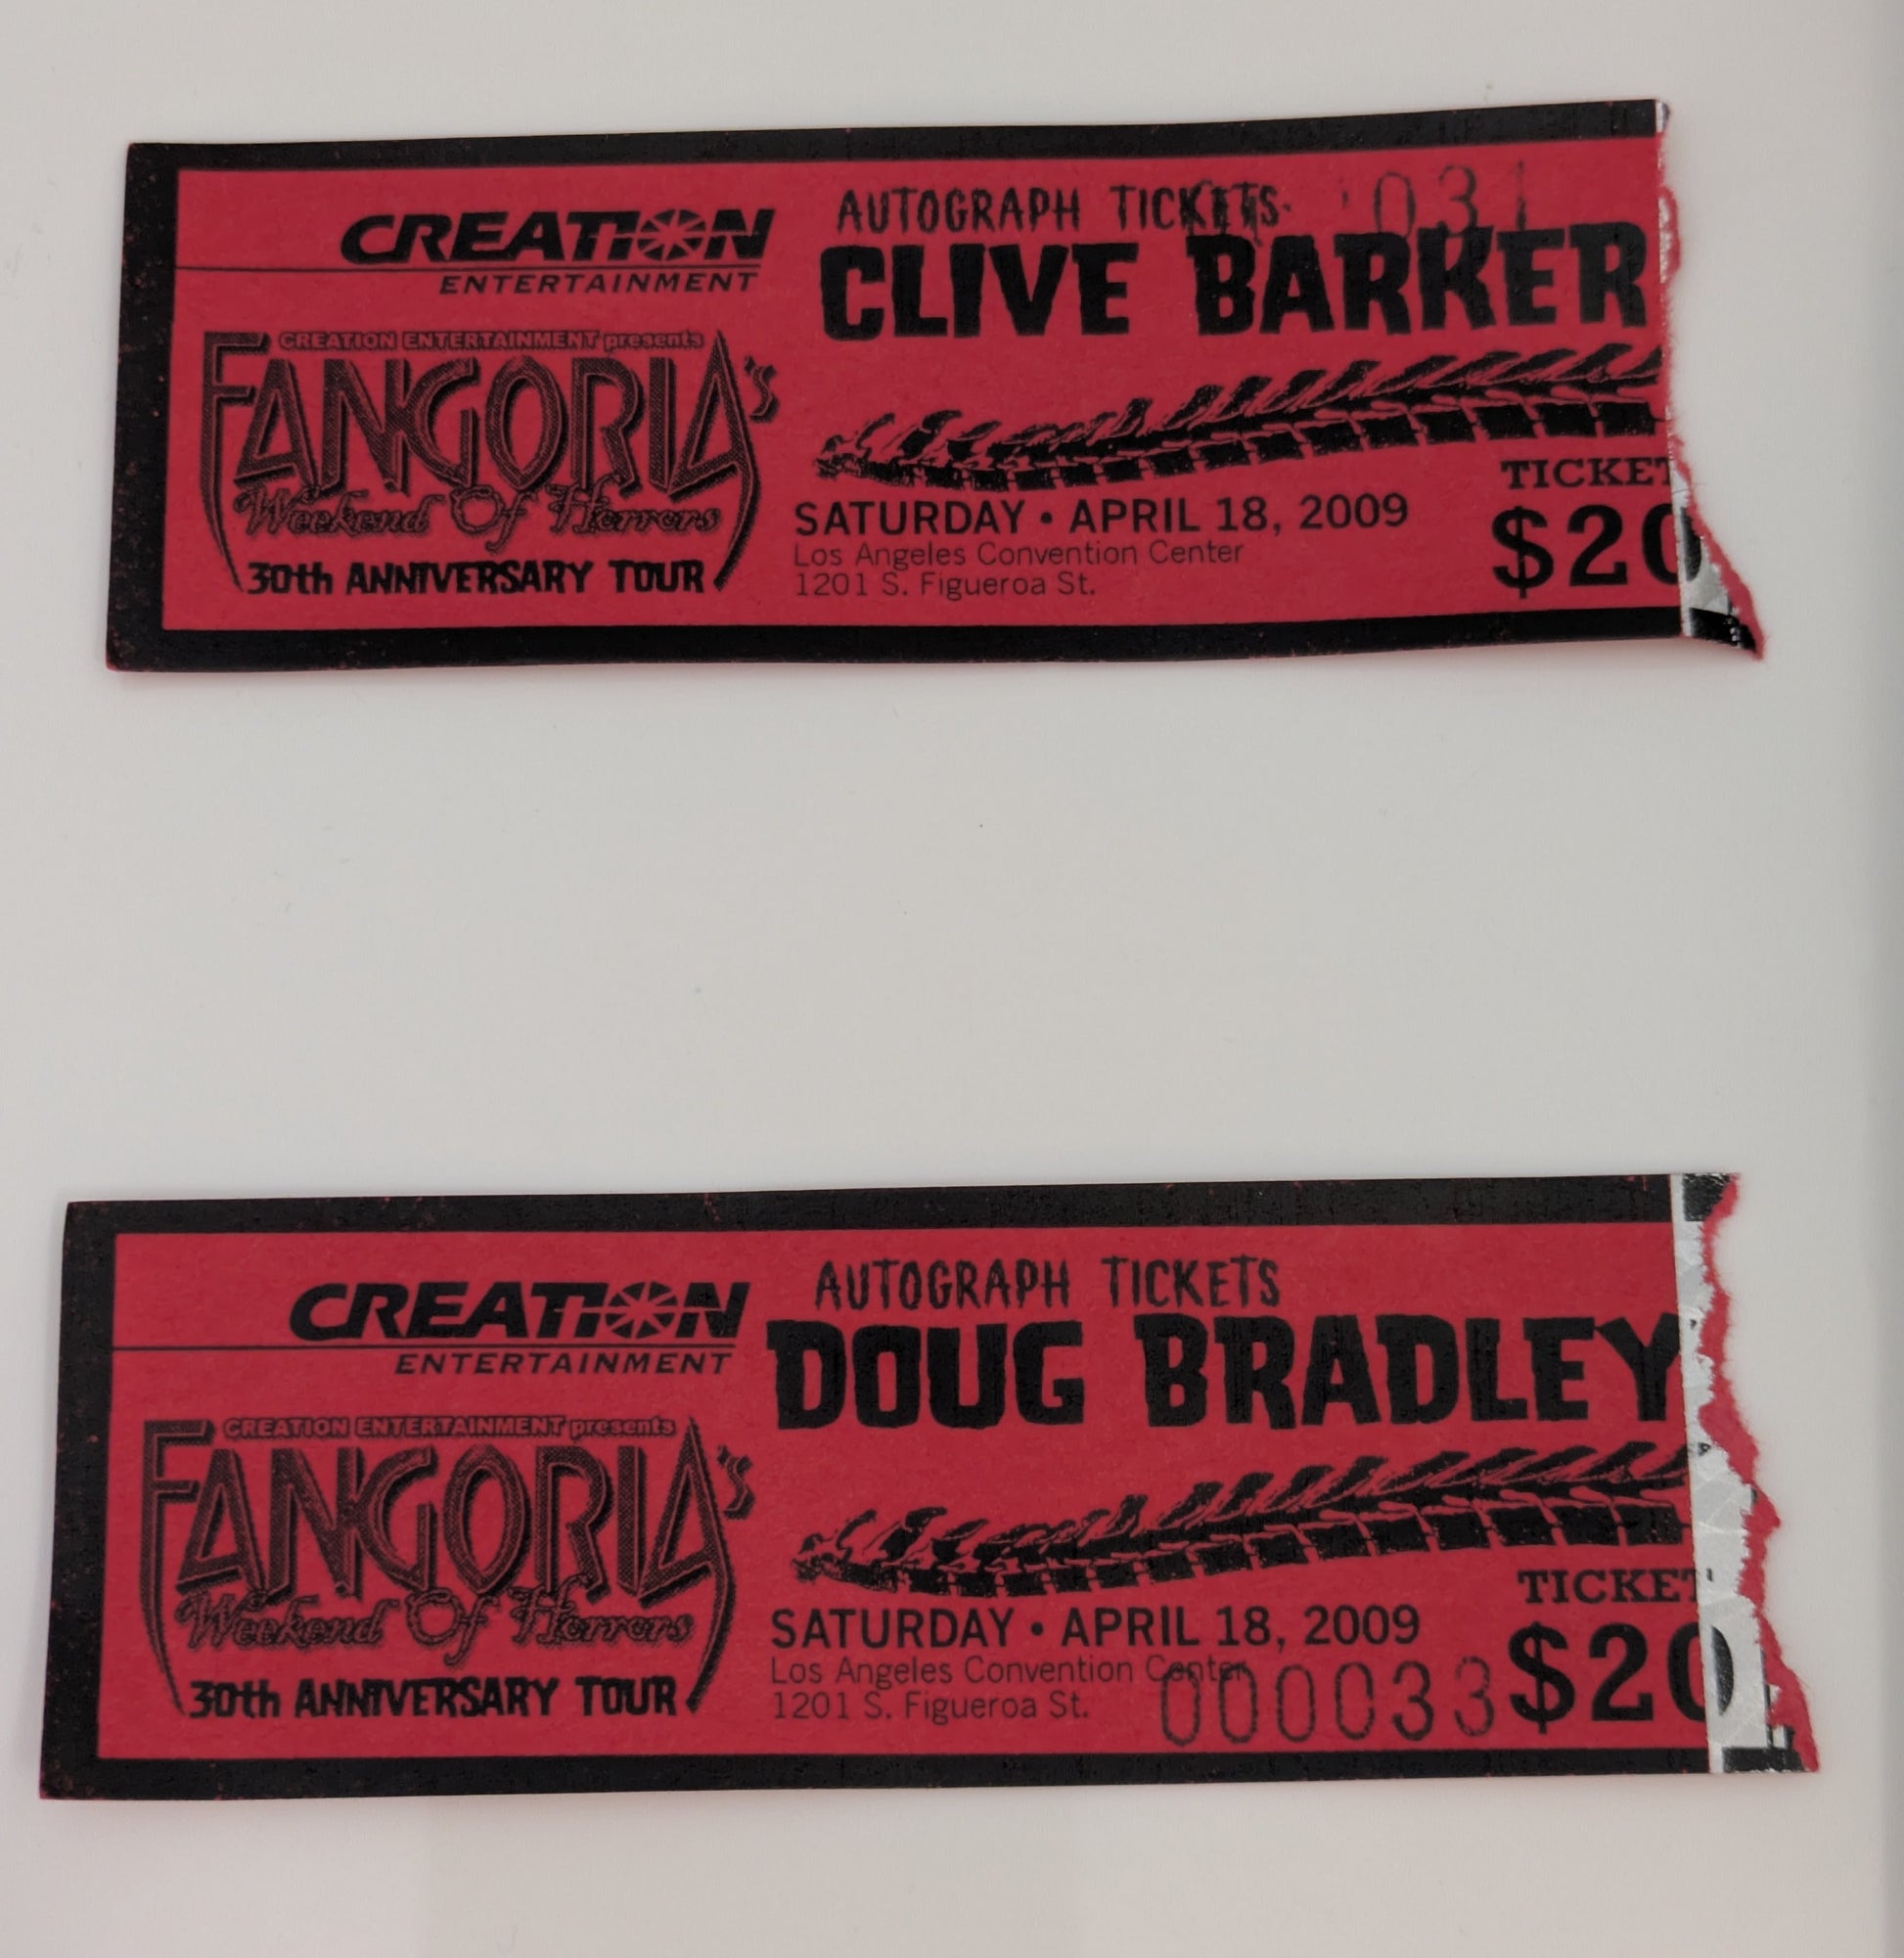 CREATION
ENTERTAINMENT
CREATION ENTERTAINMENT presents
FANGORIA's
Weekend Of Horrors
30th ANNIVERSARY TOUR
AUTOGRAPH TICKETS
031
CLIVE BARKER
SATURDAY • APRIL 18, 2009
Los Angeles Convention Center
1201 S. Figueroa St.
TICKET
$20
CREATION
ENTERTAINMENT
CREATION ENTERTAINMENT presents
FANGORIA's
Weekend Of Horrors
30th ANNIVERSARY TOUR
AUTOGRAPH TICKETS
DOUG BRADLEY
SATURDAY • APRIL 18, 2009
Los Angeles Convention Center
1201 S. Figueroa St.
000033
TICKET
$20